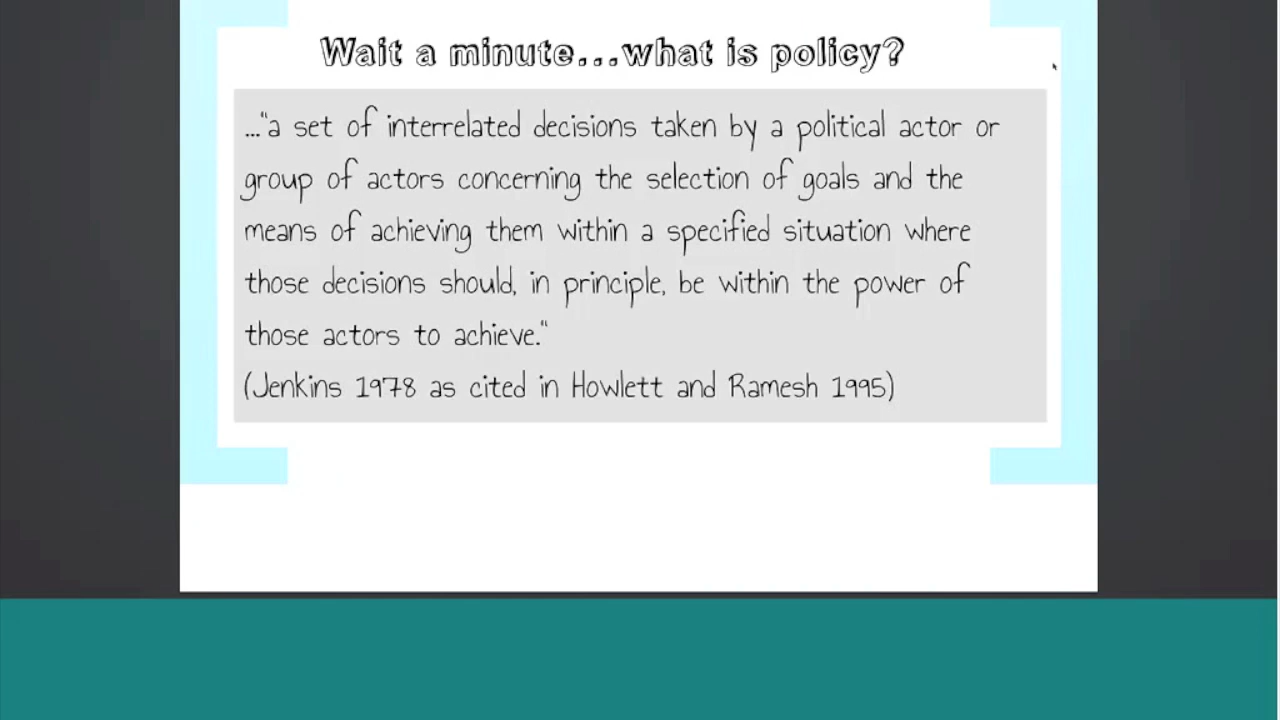 Wait a minute...what is policy?
..."a set of interrelated decisions taken by a political actor or
group of actors concerning the selection of goals and the
means of achieving them within a specified situation where
those decisions should, in principle, be within the power of
those actors to achieve."
(Jenkins 1978 as cited in Howlett and Ramesh 1995)